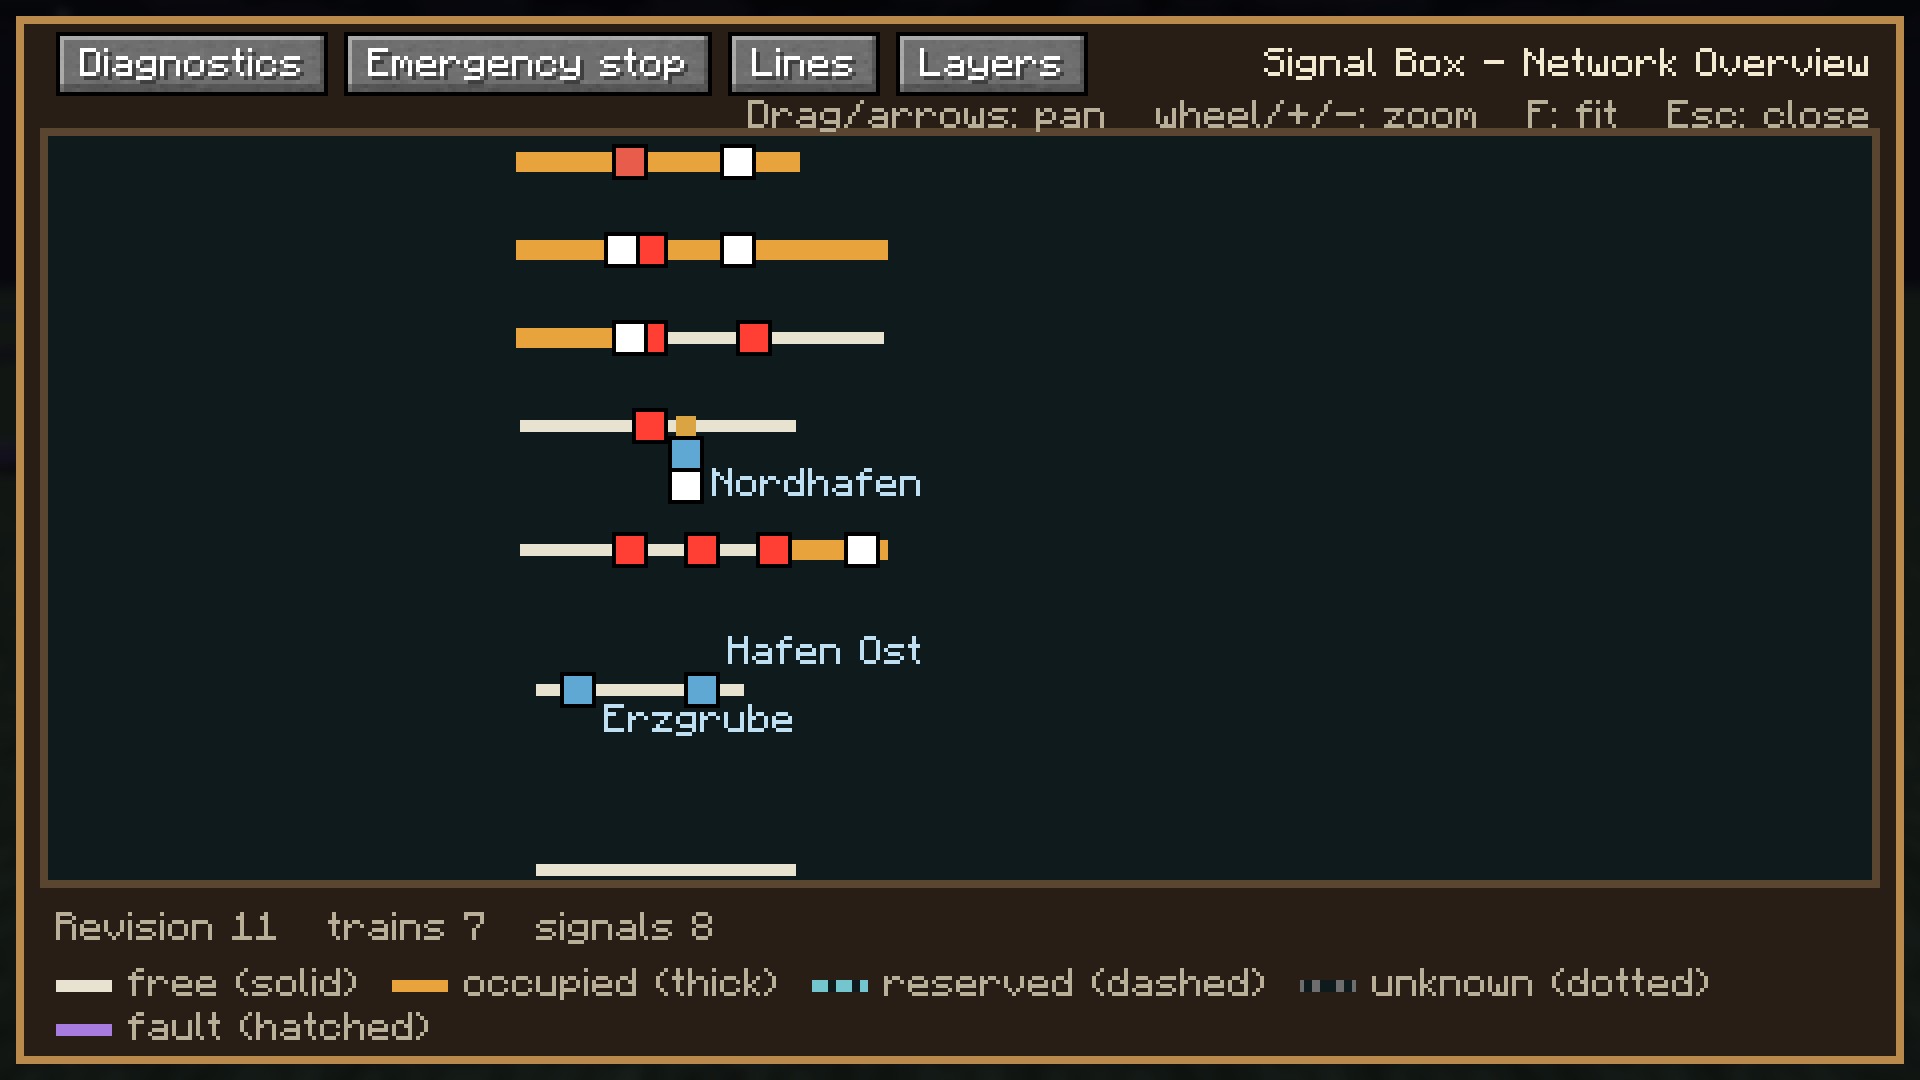 Diagnostics Emergency stop Lines Layers Signal Box - Network Overview
Drag/arrows: pan wheel/+/-: zoom F: fit Esc: close
Nordhafen
Hafen Ost
Erzgrube
Revision 11 trains 7 signals 8
free (solid) occupied (thick) reserved (dashed) unknown (dotted)
fault (hatched)